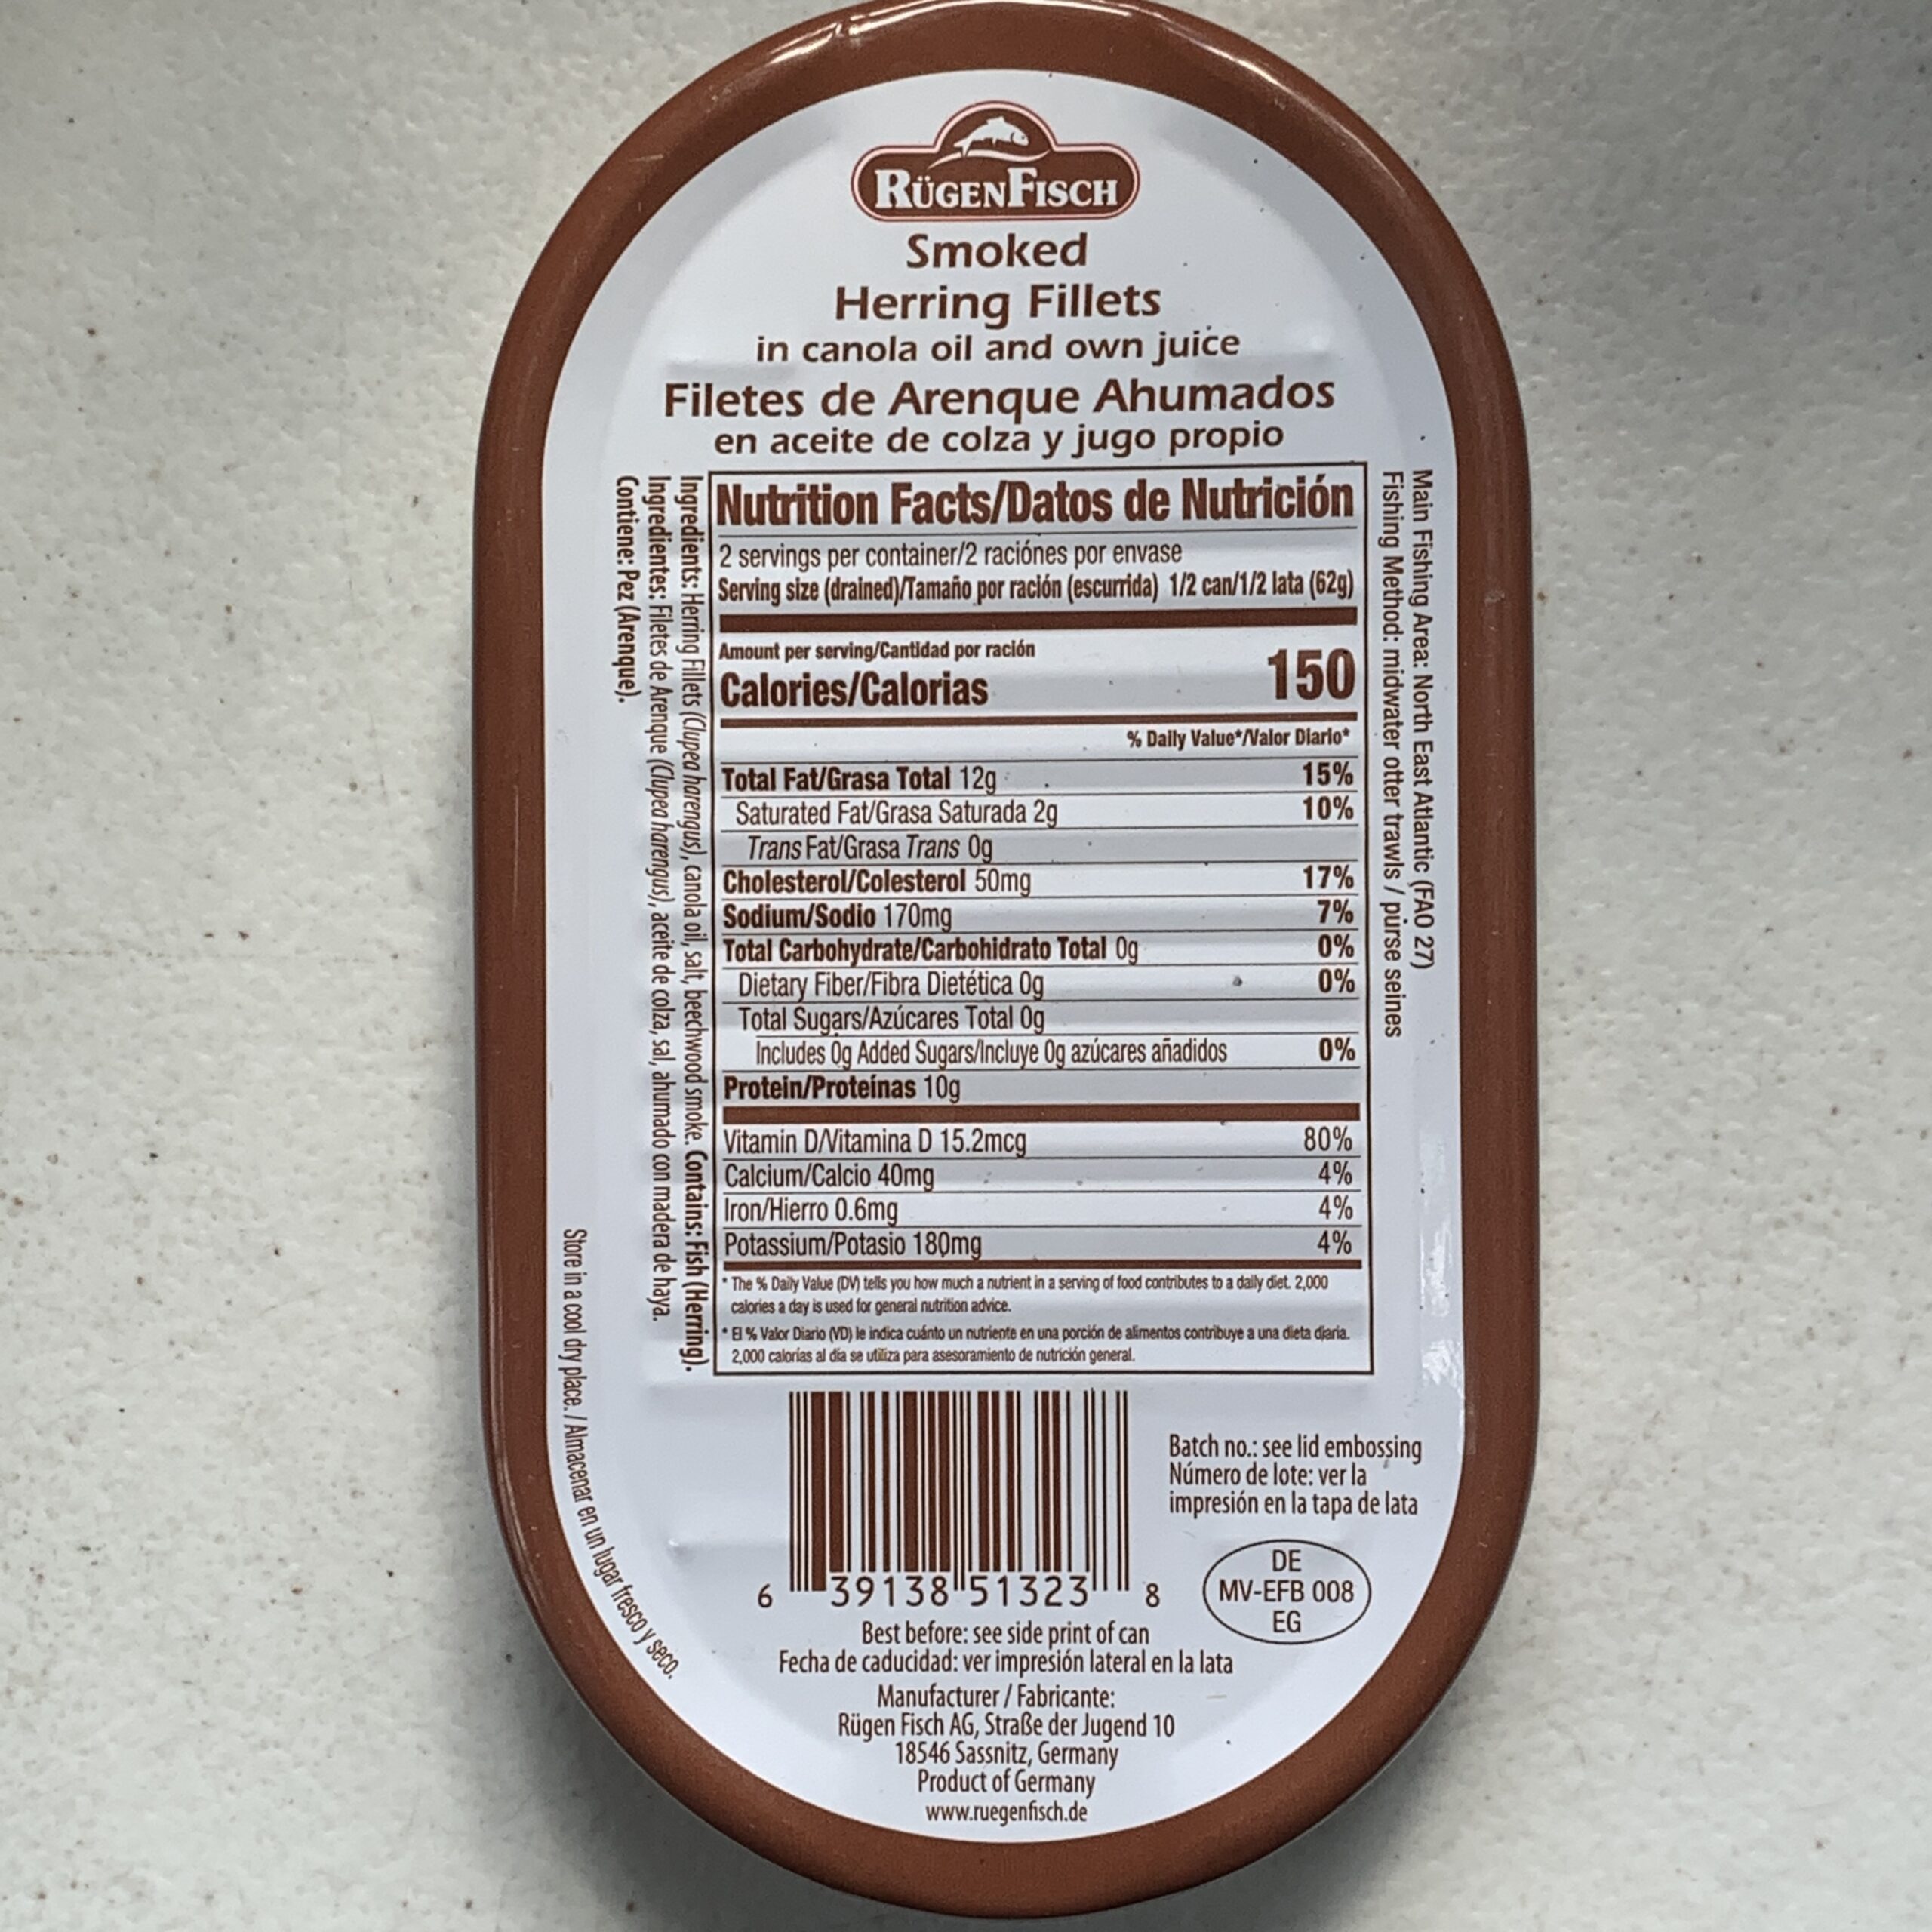 RÜGENFISCH
Smoked
Herring Fillets
in canola oil and own juice
Filetes de Arenque Ahumados
en aceite de colza y jugo propio
Nutrition Facts/Datos de Nutrición
2 servings per container/2 raciónes por envase
Serving size (drained)/Tamaño por ración (escurrida) 1/2 can/1/2 lata (62g)
Amount per serving/Cantidad por ración
Calories/Calorias 150
% Daily Value*/Valor Diario*
Total Fat/Grasa Total 12g 15%
Saturated Fat/Grasa Saturada 2g 10%
Trans Fat/Grasa Trans 0g
Cholesterol/Colesterol 50mg 17%
Sodium/Sodio 170mg 7%
Total Carbohydrate/Carbohidrato Total 0g 0%
Dietary Fiber/Fibra Dietética 0g 0%
Total Sugars/Azúcares Total 0g
Includes 0g Added Sugars/Incluye 0g azúcares añadidos 0%
Protein/Proteínas 10g
Vitamin D/Vitamina D 15.2mcg 80%
Calcium/Calcio 40mg 4%
Iron/Hierro 0.6mg 4%
Potassium/Potasio 180mg 4%
* The % Daily Value (DV) tells you how much a nutrient in a serving of food contributes to a daily diet. 2,000
calories a day is used for general nutrition advice.
* El % Valor Diario (VD) le indica cuánto un nutriente en una porción de alimentos contribuye a una dieta diaria.
2,000 calorías al día se utiliza para asesoramiento de nutrición general.
Main Fishing Area: North East Atlantic (FAO 27)
Fishing Method: midwater otter trawls / purse seines
Ingredients: Herring Fillets (Clupea harengus), canola oil, salt, beechwood smoke. Contains: Fish (Herring).
Ingredientes: Filetes de Arenque (Clupea harengus), aceite de colza, sal, ahumado con madera de haya.
Contiene: Pez (Arenque).
Store in a cool dry place. / Almacenar en un lugar fresco y seco.
6 39138 51323 8
Batch no.: see lid embossing
Número de lote: ver la
impresión en la tapa de lata
DE
MV-EFB 008
EG
Best before: see side print of can
Fecha de caducidad: ver impresión lateral en la lata
Manufacturer / Fabricante:
Rügen Fisch AG, Straße der Jugend 10
18546 Sassnitz, Germany
Product of Germany
www.ruegenfisch.de